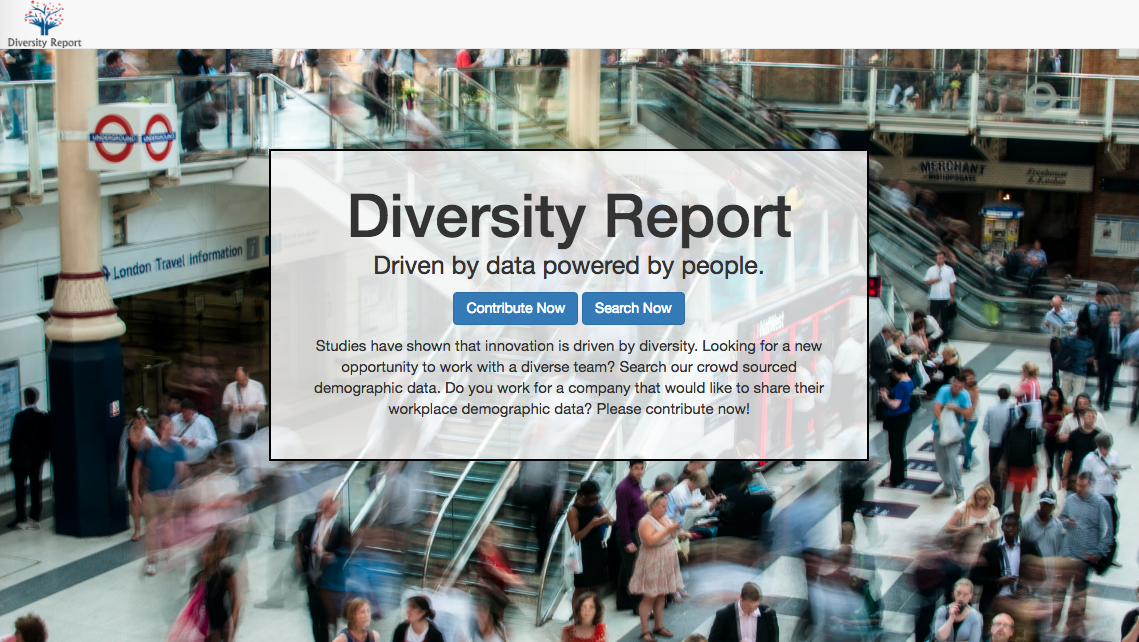 Diversity Report
UNDERGROUND
UNDERGROUND
MERCHANT
BISHOPSGATE
London Travel Information i
Diversity Report
Driven by data powered by people.
Contribute Now
Search Now
NatWest
Studies have shown that innovation is driven by diversity. Looking for a new
opportunity to work with a diverse team? Search our crowd sourced
demographic data. Do you work for a company that would like to share their
workplace demographic data? Please contribute now!